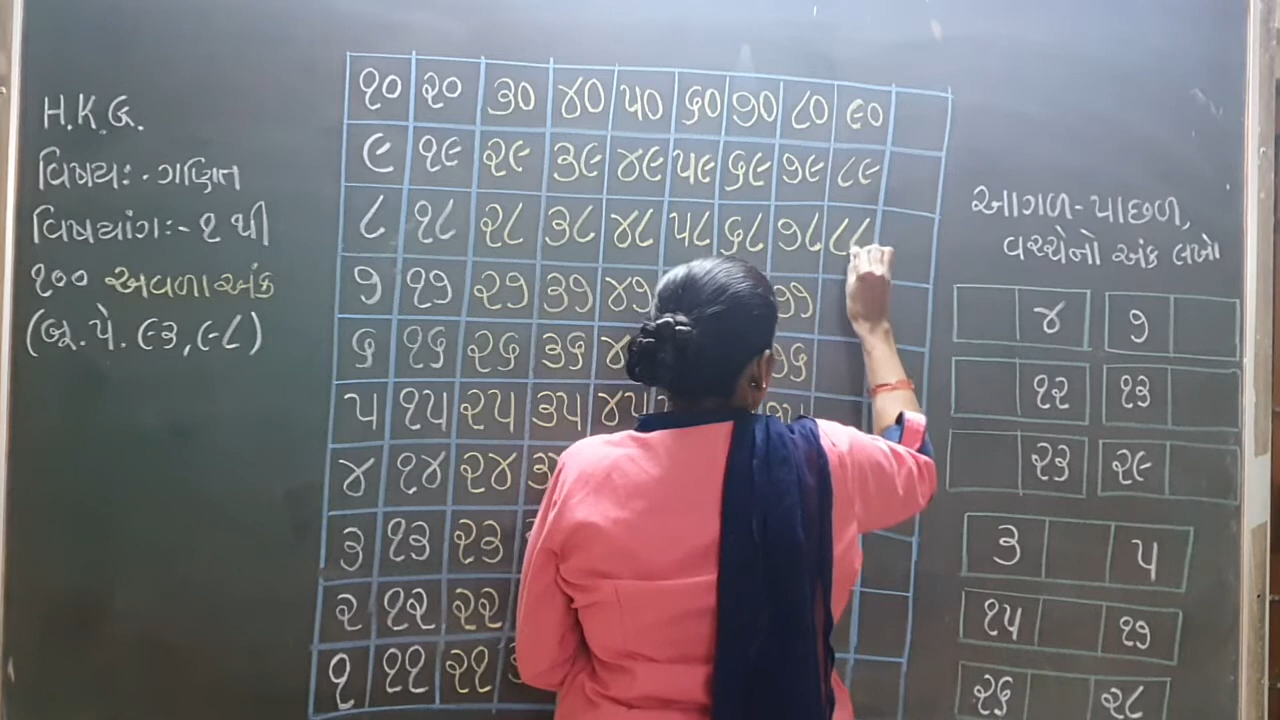 H.K.G.
વિષય:- ગણિત
વિષયાંગ:- ૧ થી
૧૦૦ અવળા અંક
(બૂ.પે. ૯૩,૯૮)
૧૦ ૨૦ ૩૦ ૪૦ ૫૦ ૬૦ ૭૦ ૮૦ ૯૦
૯ ૧૯ ૨૯ ૩૯ ૪૯ ૫૯ ૬૯ ૭૯ ૮૯
૮ ૧૮ ૨૮ ૩૮ ૪૮ ૫૮ ૬૮ ૭૮ ૮૮
૭ ૧૭ ૨૭ ૩૭ ૪૭ ૭૭
૬ ૧૬ ૨૬ ૩૬ ૭૬
૫ ૧૫ ૨૫ ૩૫ ૪૫
૪ ૧૪ ૨૪
૩ ૧૩ ૨૩
૨ ૧૨ ૨૨
૧ ૧૧ ૨૧
આગળ-પાછળ,
વચ્ચેનો અંક લખો
૪ ૭
૧૨ ૧૩
૨૩ ૨૯
૩ ૫
૧૫ ૧૭
૨૬ ૨૮